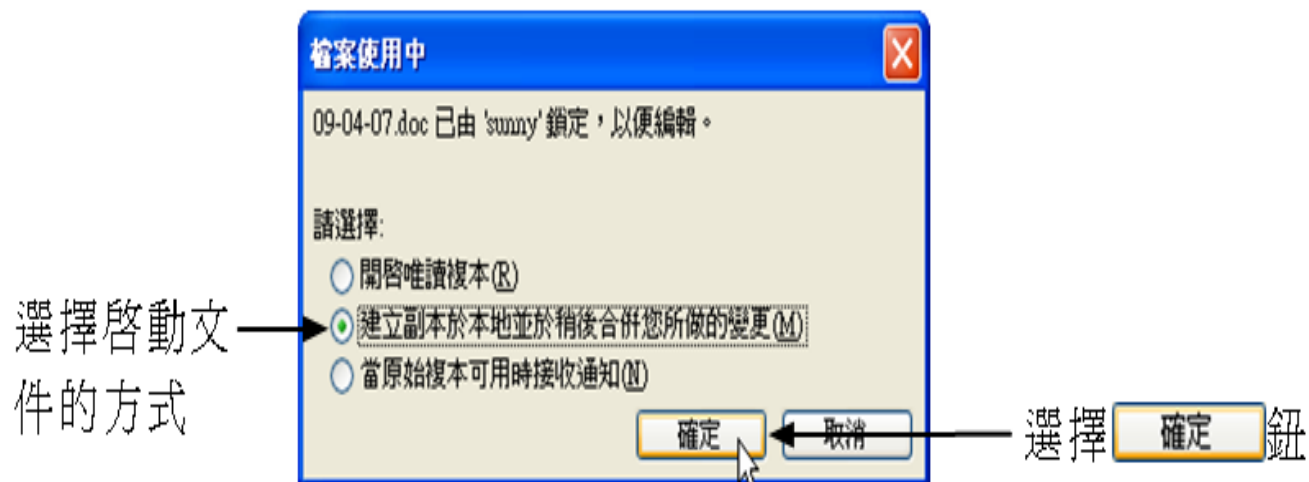 檔案使用中
09-04-07.doc 已由 'sunny' 鎖定，以便編輯。
請選擇:
開啓唯讀複本(R)
建立副本於本地並於稍後合併您所做的變更(M)
當原始複本可用時接收通知(N)
確定 取消
選擇啓動文
件的方式
選擇 確定 鈕